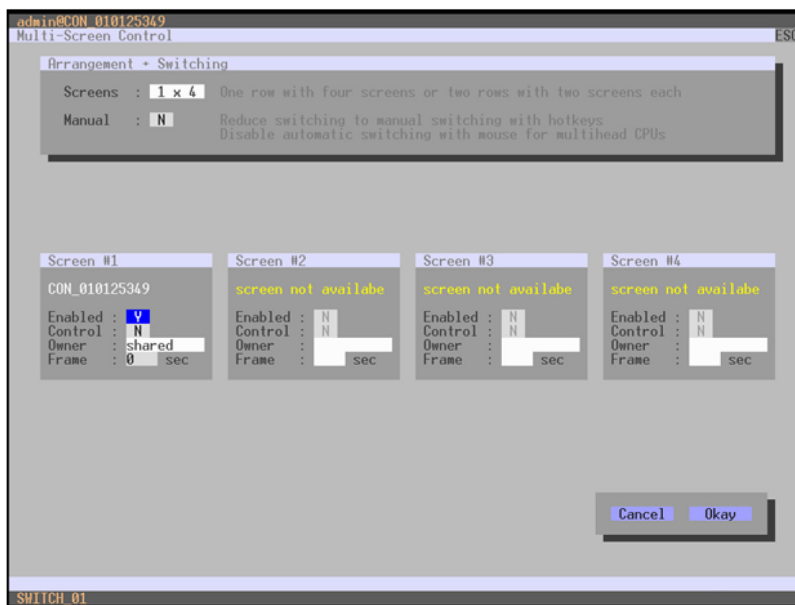 admin@CON_010125349
Multi-Screen Control ESC
Arrangement + Switching
Screens : 1 x 4 One row with four screens or two rows with two screens each
Manual : N Reduce switching to manual switching with hotkeys
Disable automatic switching with mouse for multihead CPUs
Screen #1
CON_010125349
Enabled : Y
Control : N
Owner : shared
Frame : 0 sec
Screen #2
screen not availabe
Enabled : N
Control : N
Owner :
Frame : sec
Screen #3
screen not availabe
Enabled : N
Control : N
Owner :
Frame : sec
Screen #4
screen not availabe
Enabled : N
Control : N
Owner :
Frame : sec
Cancel Okay
SWITCH_01